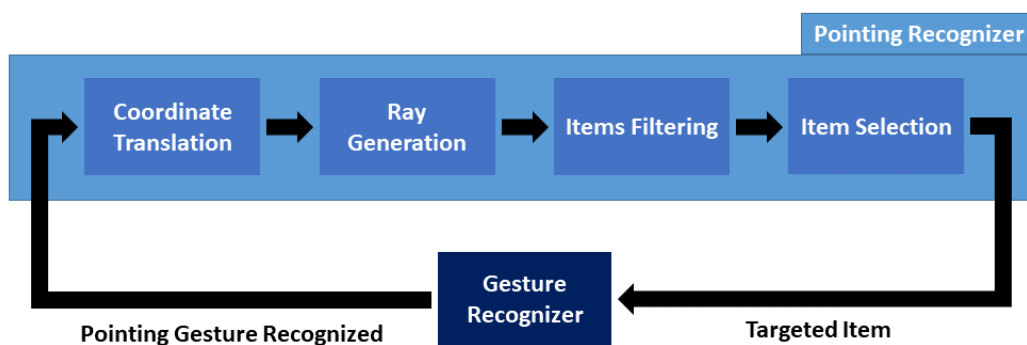 Pointing Recognizer
Coordinate
Translation
Ray
Generation
Items Filtering
Item Selection
Gesture
Recognizer
Pointing Gesture Recognized
Targeted Item